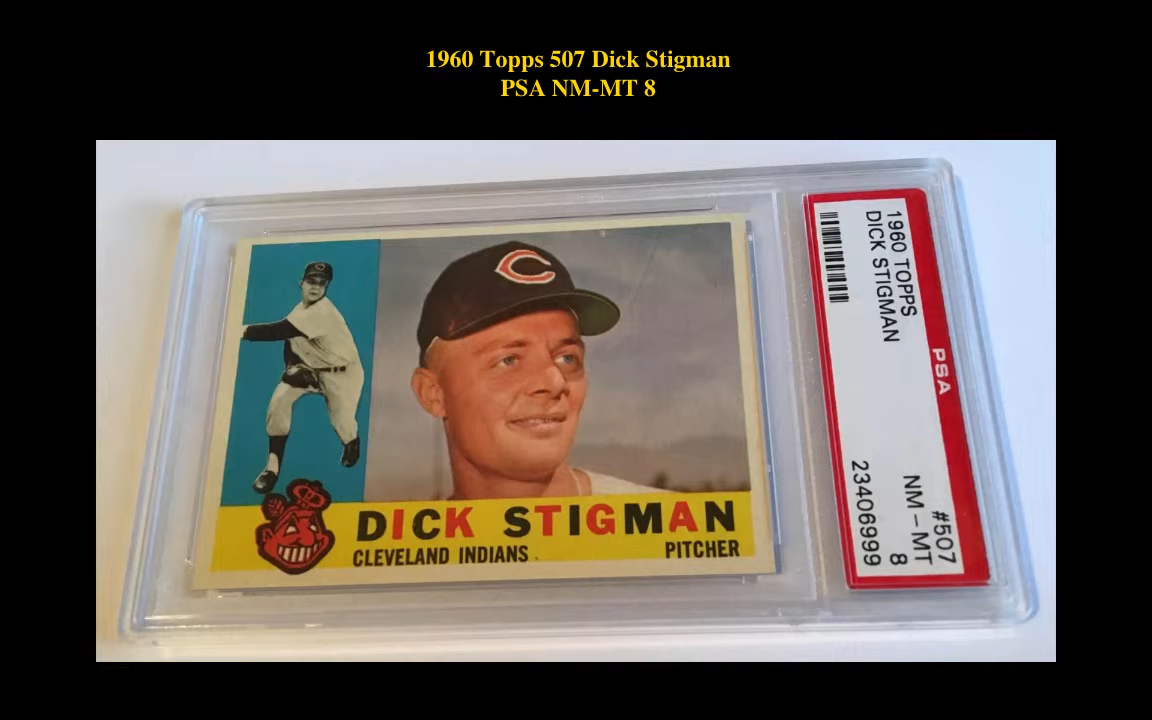 1960 Topps 507 Dick Stigman
PSA NM-MT 8
C
DICK STIGMAN
CLEVELAND INDIANS
PITCHER
1960 TOPPS
DICK STIGMAN
PSA
#507
NM - MT 8
23406999